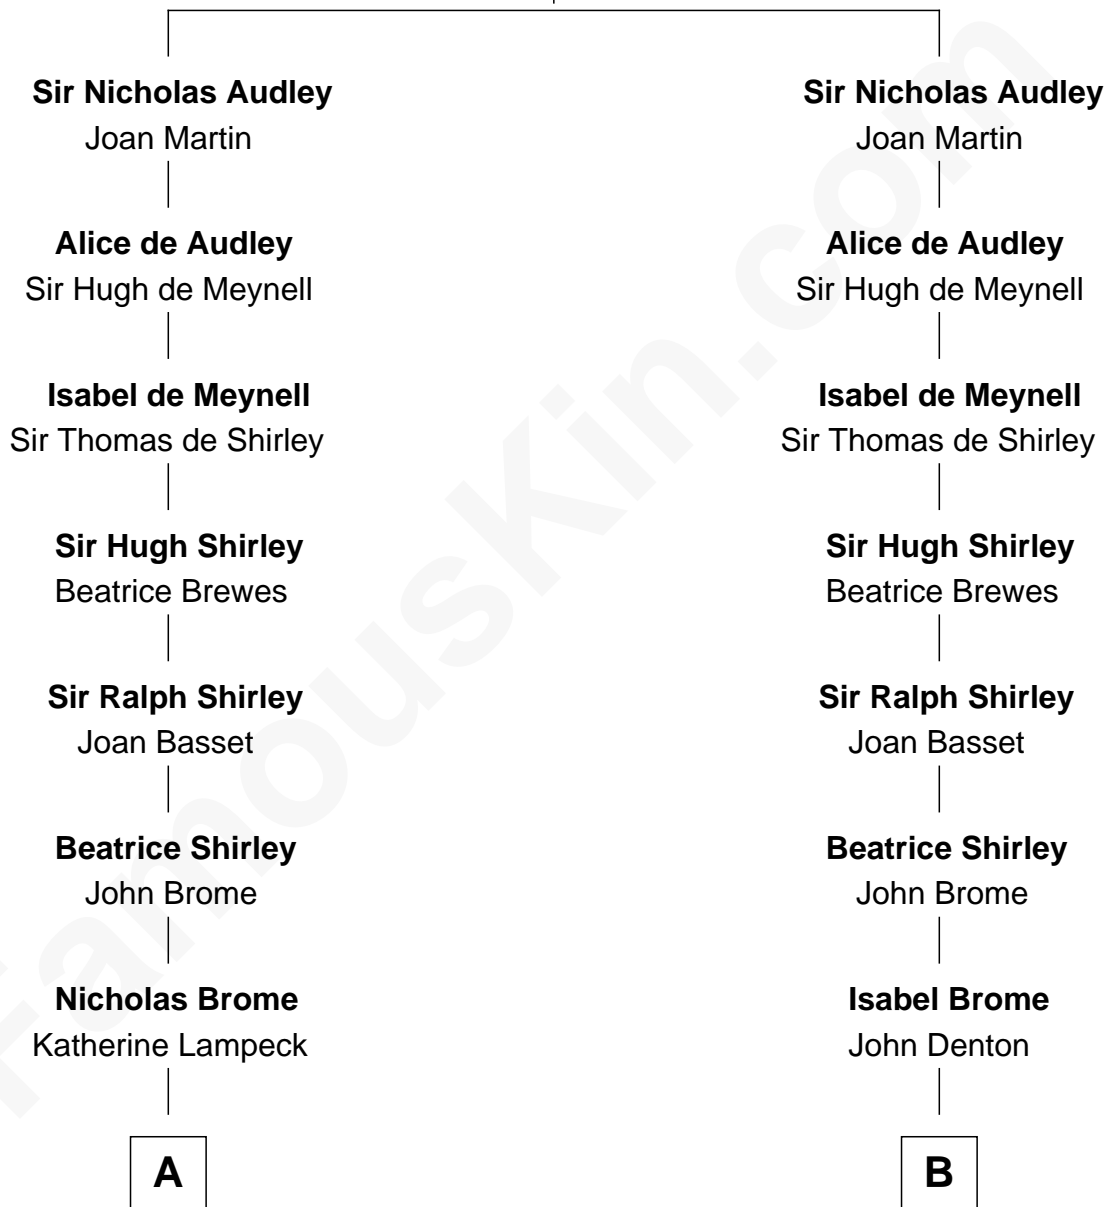 Sir Nicholas Audley
Joan Martin
Alice de Audley
Sir Hugh de Meynell
Isabel de Meynell
Sir Thomas de Shirley
Sir Hugh Shirley
Beatrice Brewes
Sir Ralph Shirley
Joan Basset
Beatrice Shirley
John Brome
Nicholas Brome
Katherine Lampeck
A
Sir Nicholas Audley
Joan Martin
Alice de Audley
Sir Hugh de Meynell
Isabel de Meynell
Sir Thomas de Shirley
Sir Hugh Shirley
Beatrice Brewes
Sir Ralph Shirley
Joan Basset
Beatrice Shirley
John Brome
Isabel Brome
John Denton
B
FamousKin.com